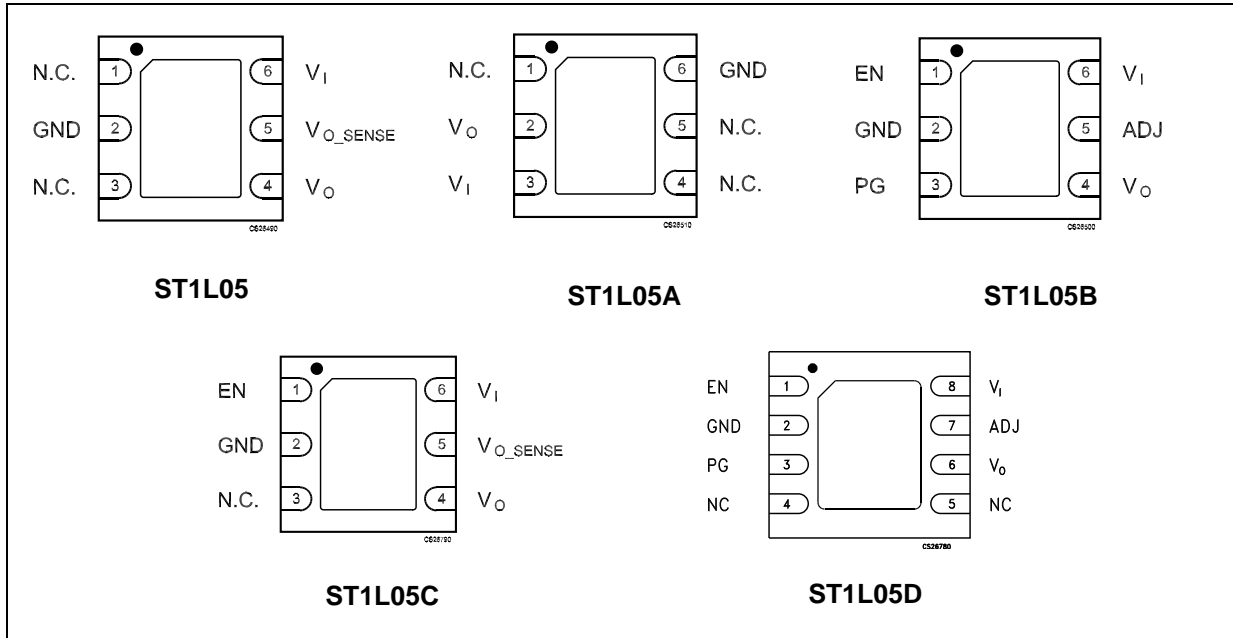 N.C. 1 6 V_I
GND 2 5 V_O_SENSE
N.C. 3 4 V_O
CS26490
ST1L05
N.C. 1 6 GND
V_O 2 5 N.C.
V_I 3 4 N.C.
CS26510
ST1L05A
EN 1 6 V_I
GND 2 5 ADJ
PG 3 4 V_O
CS26500
ST1L05B
EN 1 6 V_I
GND 2 5 V_O_SENSE
N.C. 3 4 V_O
CS26790
ST1L05C
EN 1 8 V_I
GND 2 7 ADJ
PG 3 6 V_O
NC 4 5 NC
CS26780
ST1L05D